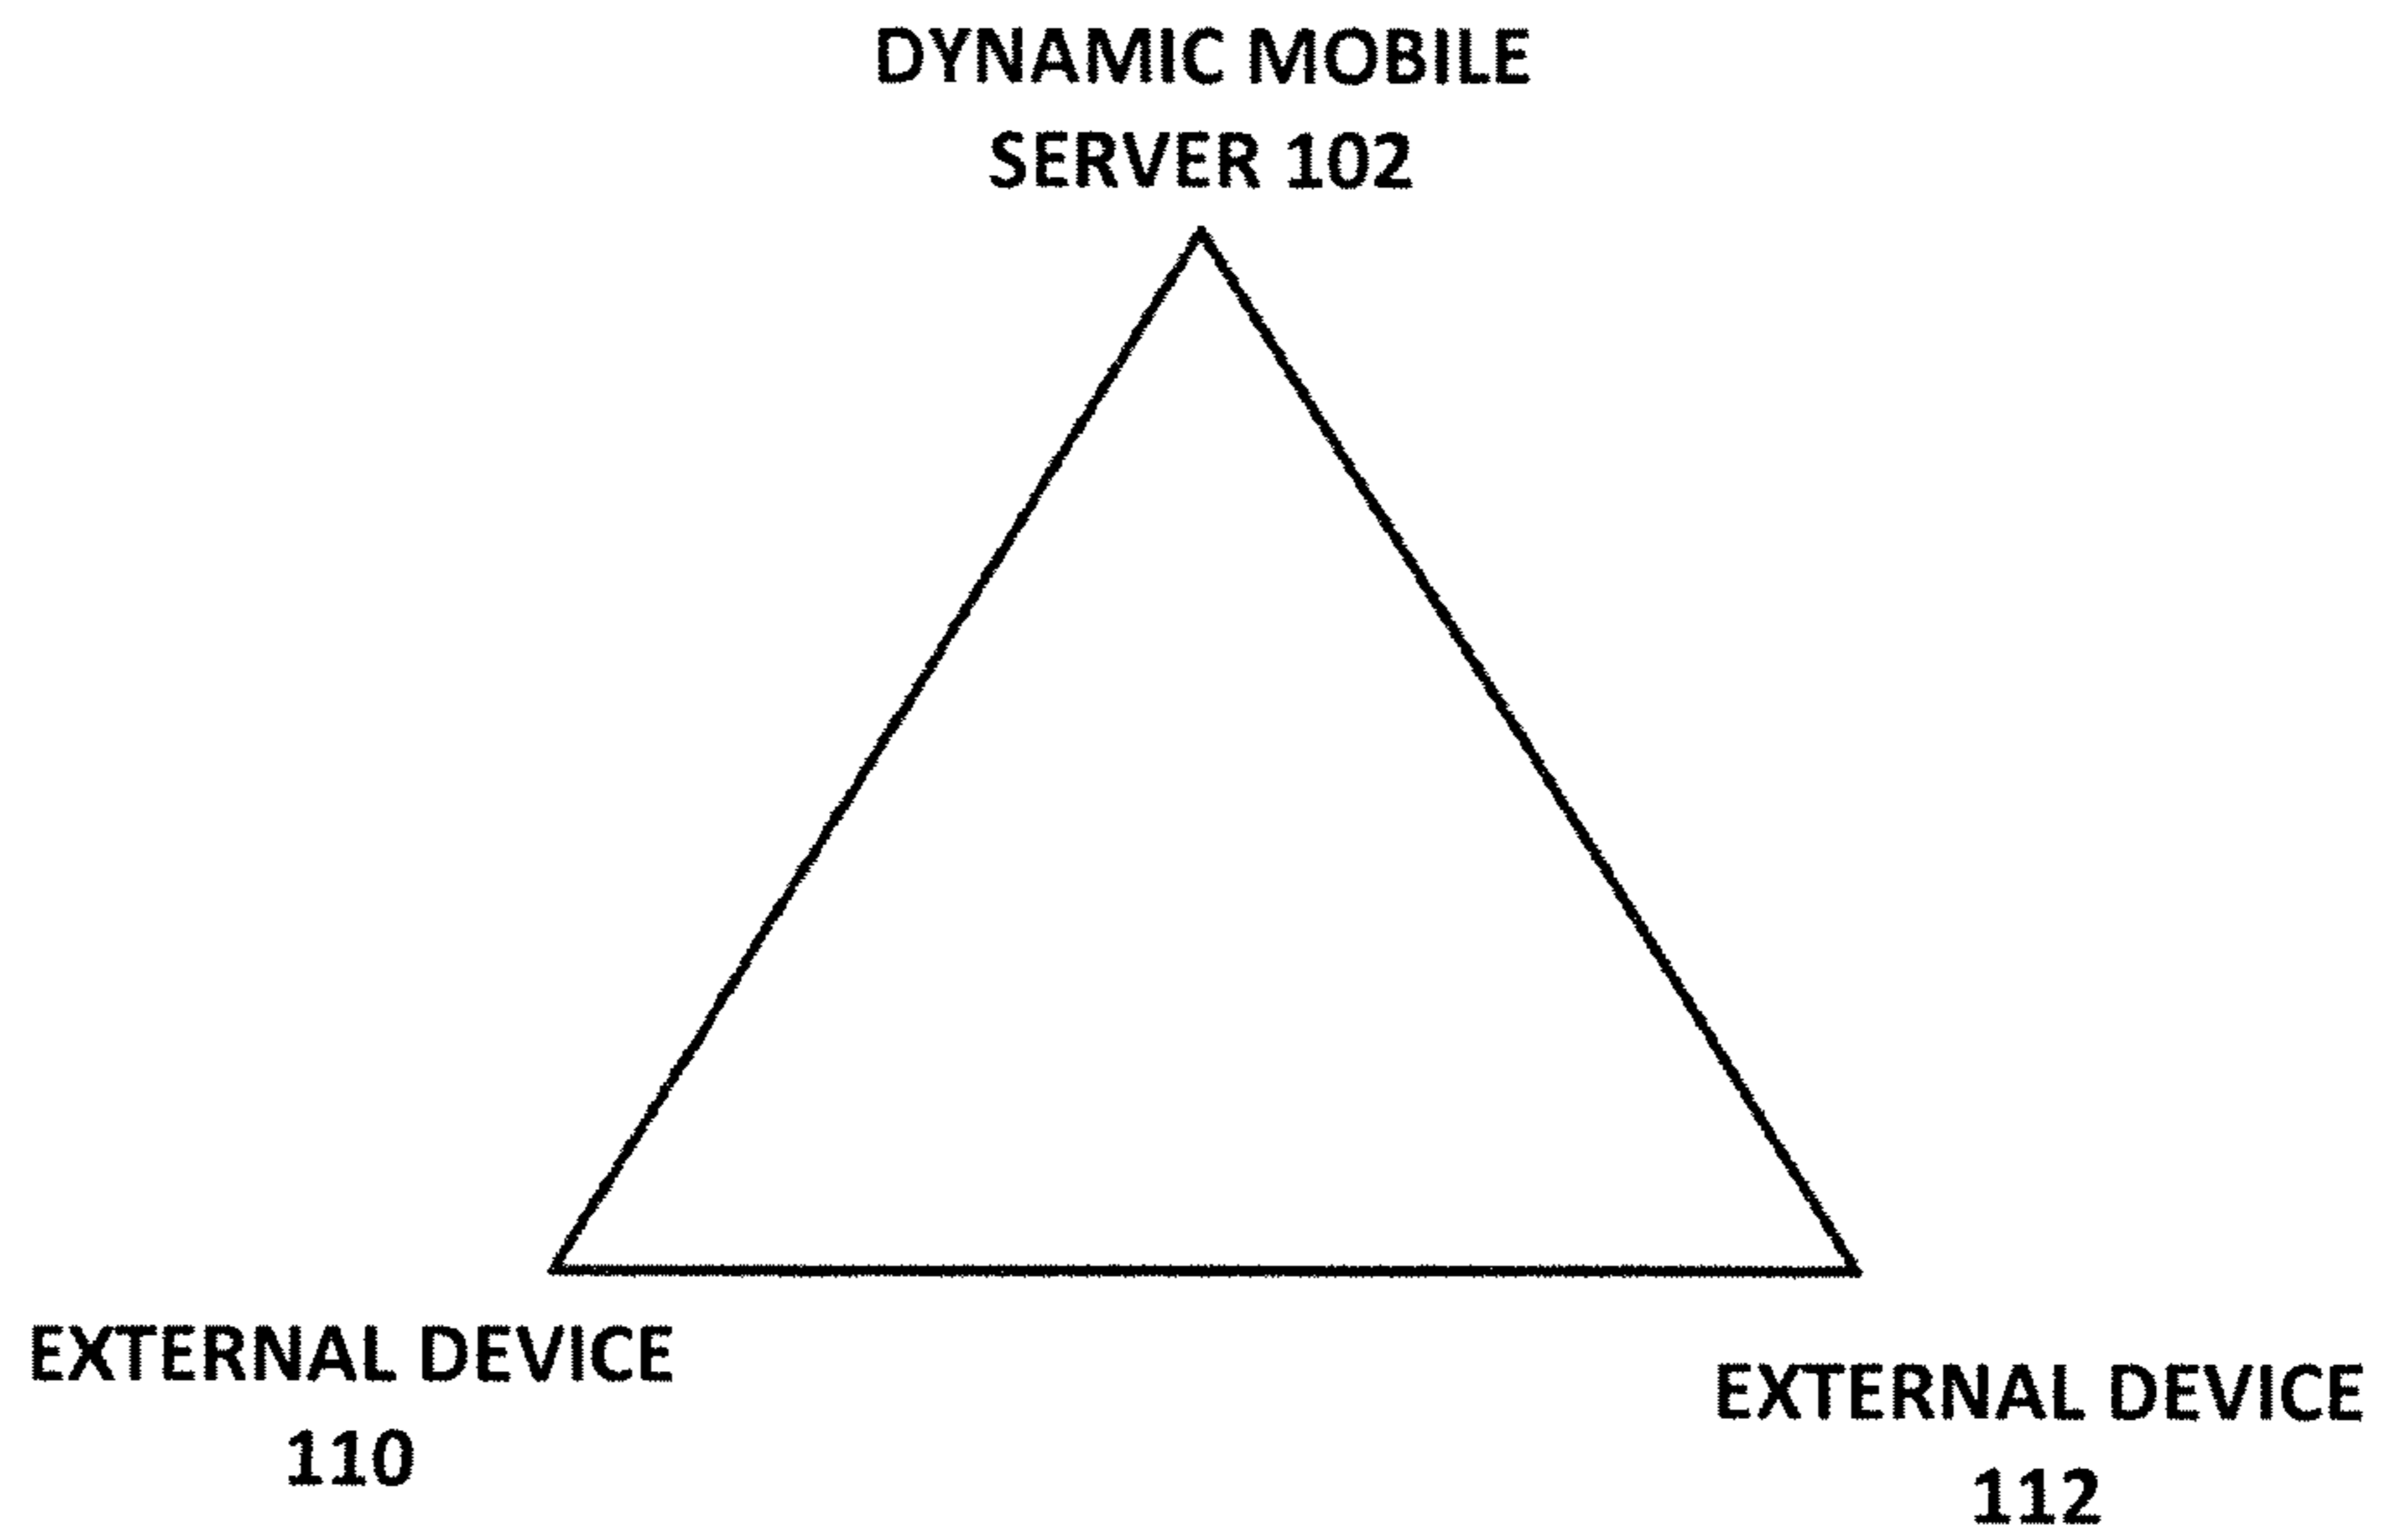 DYNAMIC MOBILE
SERVER 102
EXTERNAL DEVICE
110
EXTERNAL DEVICE
112